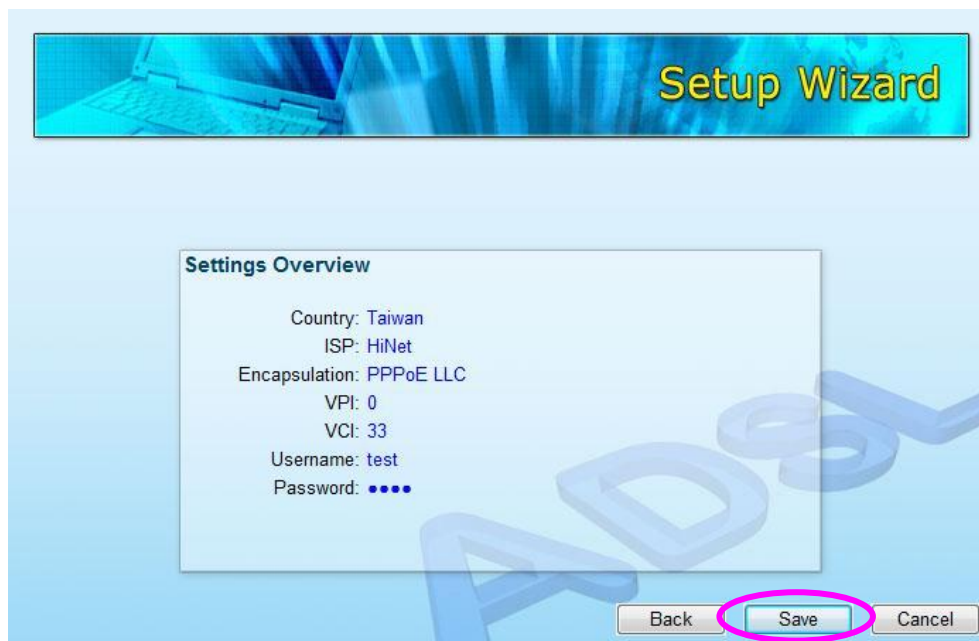 Setup Wizard
Settings Overview
Country: Taiwan
ISP: HiNet
Encapsulation: PPPoE LLC
VPI: 0
VCI: 33
Username: test
Password: ●●●●
ADSL
Back Save Cancel